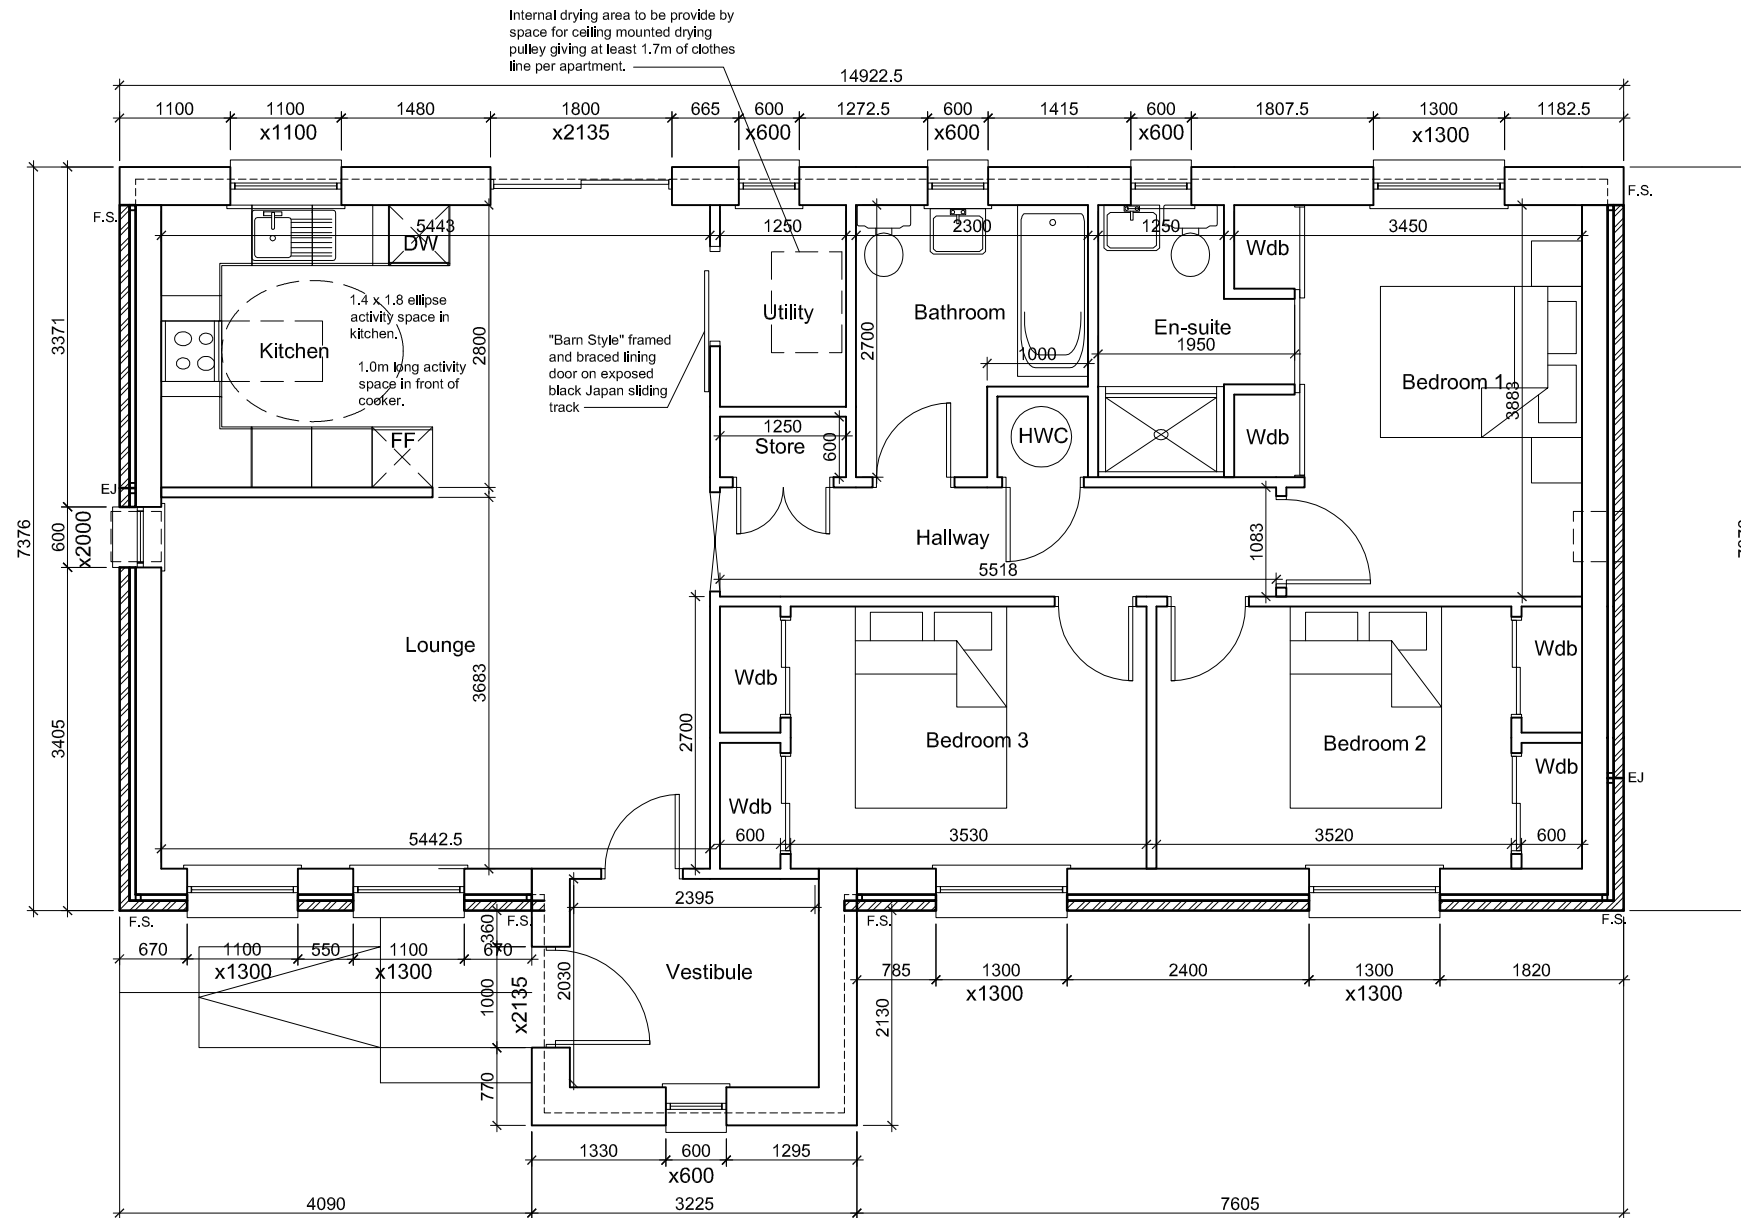 Internal drying area to be provide by
space for ceiling mounted drying
pulley giving at least 1.7m of clothes
line per apartment.
14922.5
1100 1100 1480 1800 665 600 1272.5 600 1415 600 1807.5 1300 1182.5
x1100 x2135 x600 x600 x600 x1300
F.S. F.S.
5443 1250 2300 1250 3450
DW
Wdb
1.4 x 1.8 ellipse
activity space in
kitchen.
Kitchen
1.0m long activity
space in front of
cooker.
2800
Utility
"Barn Style" framed
and braced lining
door on exposed
black Japan sliding
track
2700
Bathroom
1000
En-suite
1950
Bedroom 1
3883
3371
7376
FF
1250
Store
600
HWC
Wdb
EJ
600
x2000
Hallway
1083
5518
Lounge
3683
3405
2700
Wdb
Wdb
Bedroom 3
Bedroom 2
Wdb
Wdb
EJ
5442.5 600 3530 3520 600
F.S. F.S. F.S. F.S.
2395
360
670 1100 550 1100 670
x1300 x1300
Vestibule
2030
1000
x2135
2130
785 1300 2400 1300 1820
x1300 x1300
770
1330 600 1295
x600
4090 3225 7605